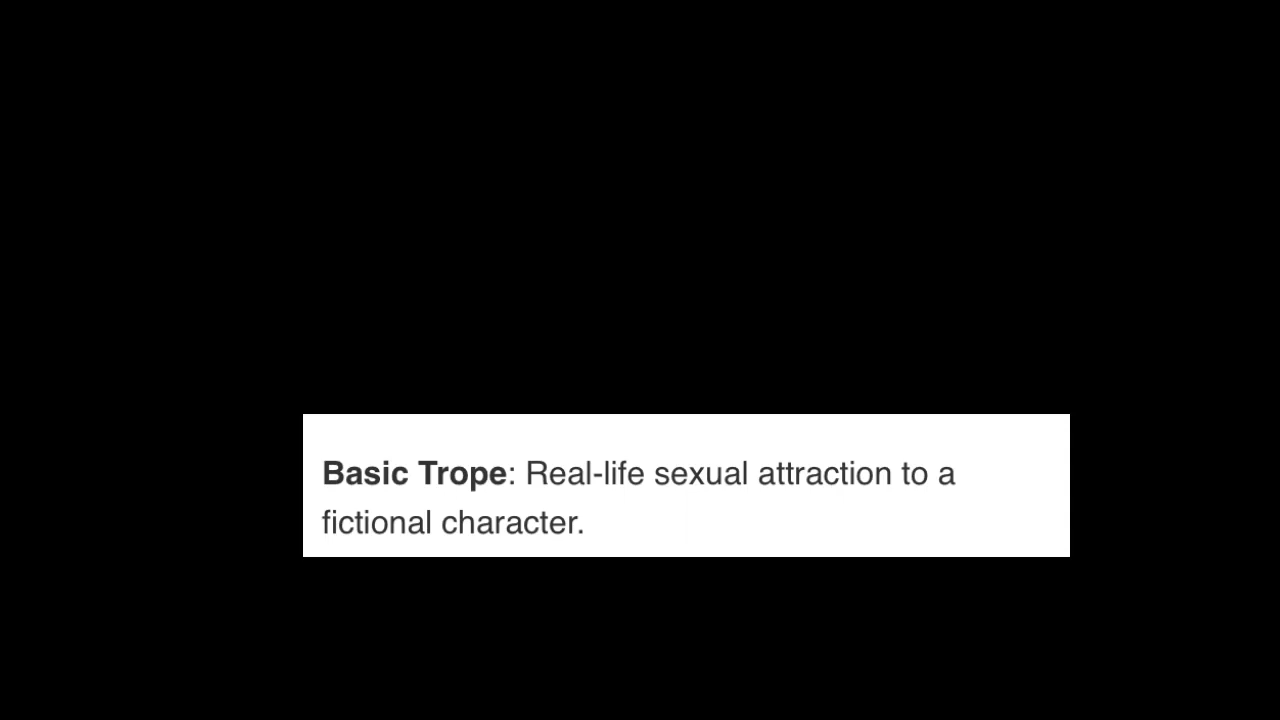 Basic Trope: Real-life sexual attraction to a
fictional character.